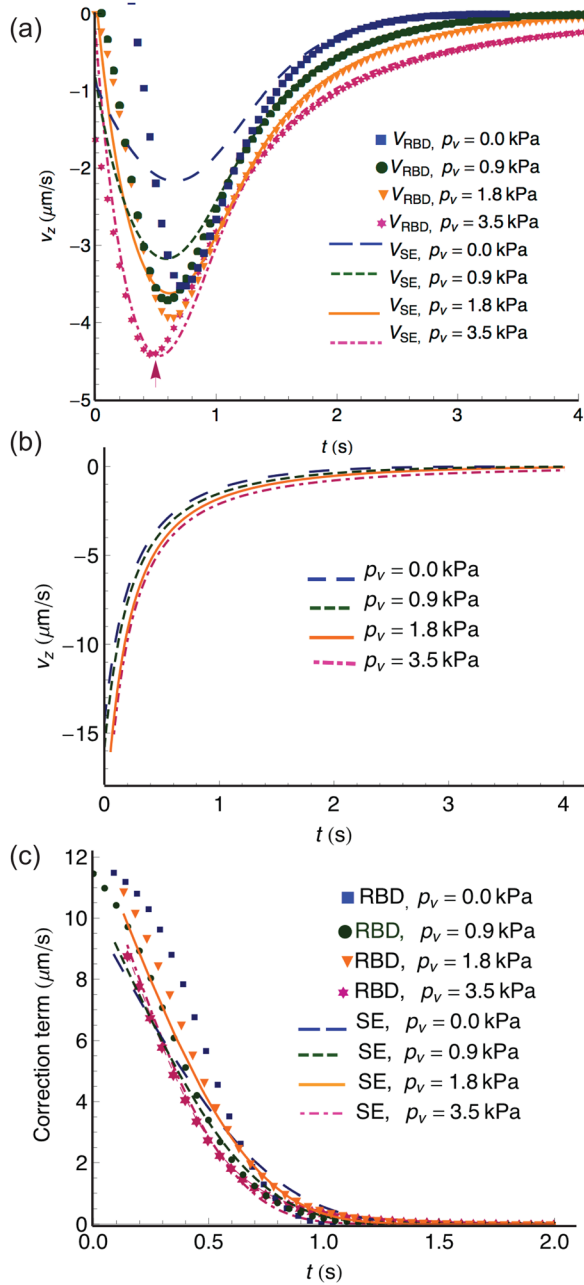 (a)
0
−1
−2
−3
−4
−5
v_z (μm/s)
V_RBD, p_v = 0.0 kPa
V_RBD, p_v = 0.9 kPa
V_RBD, p_v = 1.8 kPa
V_RBD, p_v = 3.5 kPa
V_SE, p_v = 0.0 kPa
V_SE, p_v = 0.9 kPa
V_SE, p_v = 1.8 kPa
V_SE, p_v = 3.5 kPa
0 1 2 3 4
t (s)
(b)
0
−5
−10
−15
v_z (μm/s)
p_v = 0.0 kPa
p_v = 0.9 kPa
p_v = 1.8 kPa
p_v = 3.5 kPa
0 1 2 3 4
t (s)
(c)
12
10
8
6
4
2
0
Correction term (μm/s)
RBD, p_v = 0.0 kPa
RBD, p_v = 0.9 kPa
RBD, p_v = 1.8 kPa
RBD, p_v = 3.5 kPa
SE, p_v = 0.0 kPa
SE, p_v = 0.9 kPa
SE, p_v = 1.8 kPa
SE, p_v = 3.5 kPa
0.0 0.5 1.0 1.5 2.0
t (s)